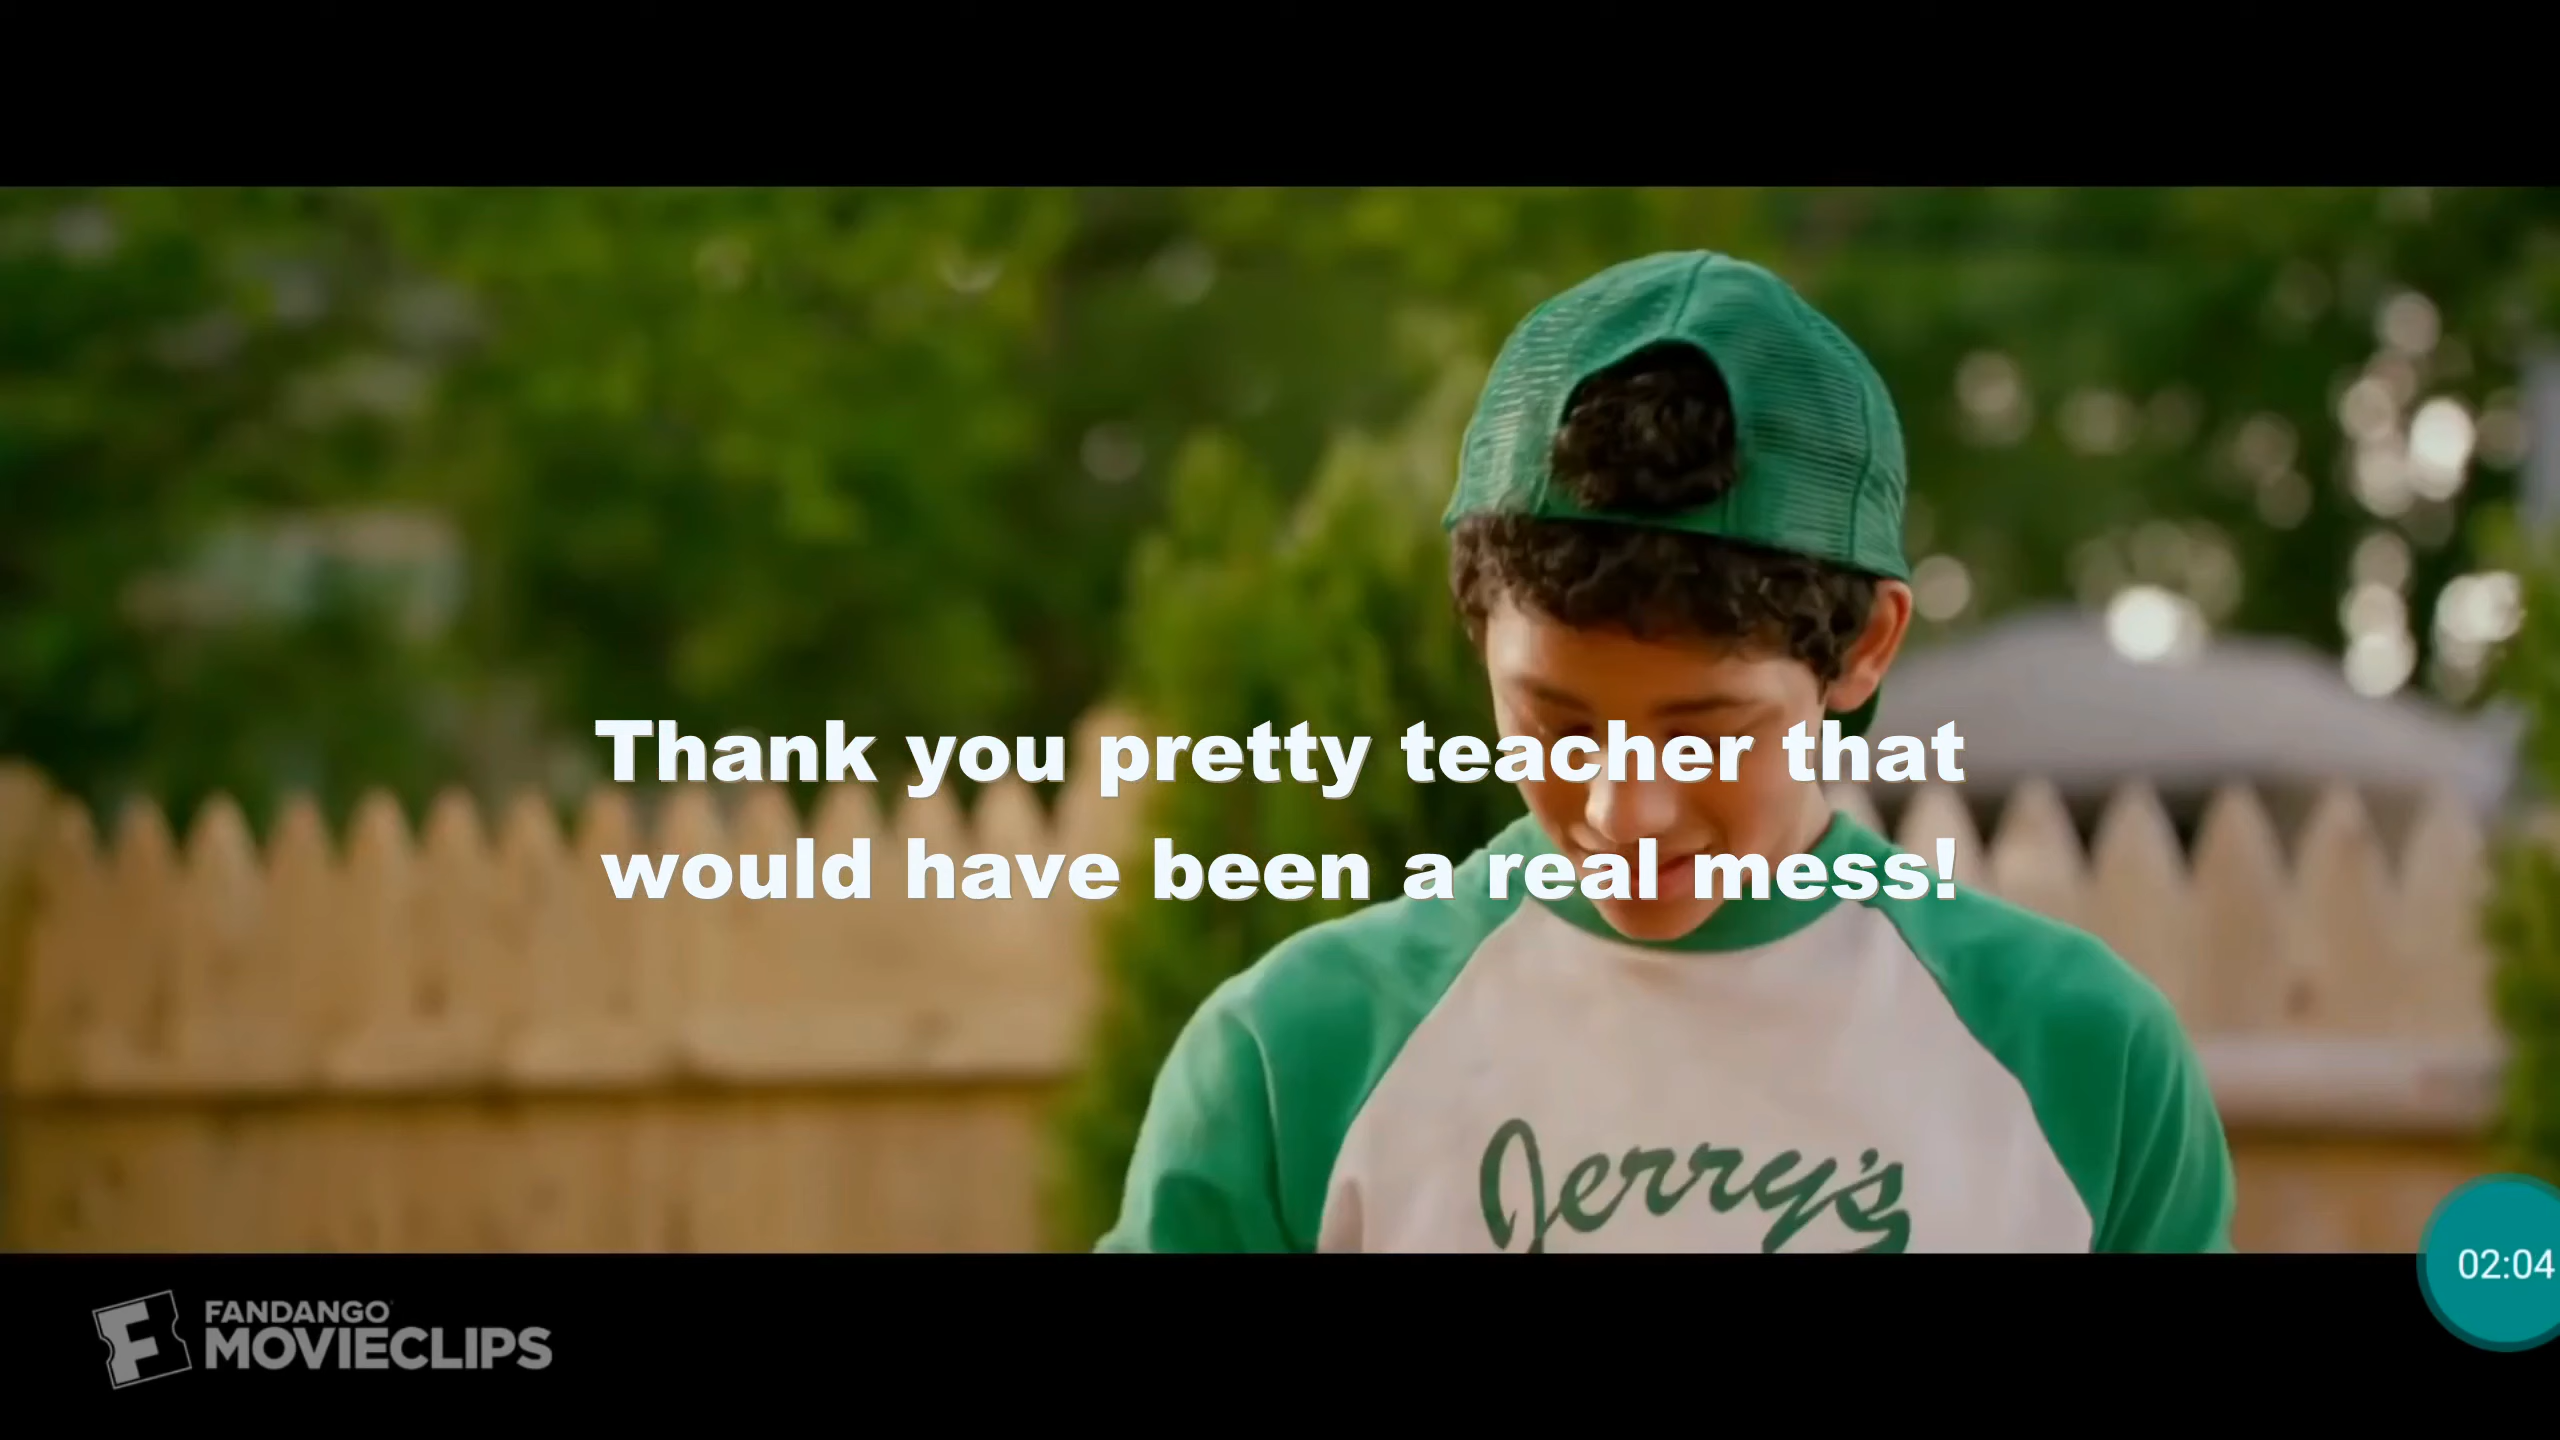 Thank you pretty teacher that
would have been a real mess!
Jerry's
02:04
FANDANGO
MOVIECLIPS